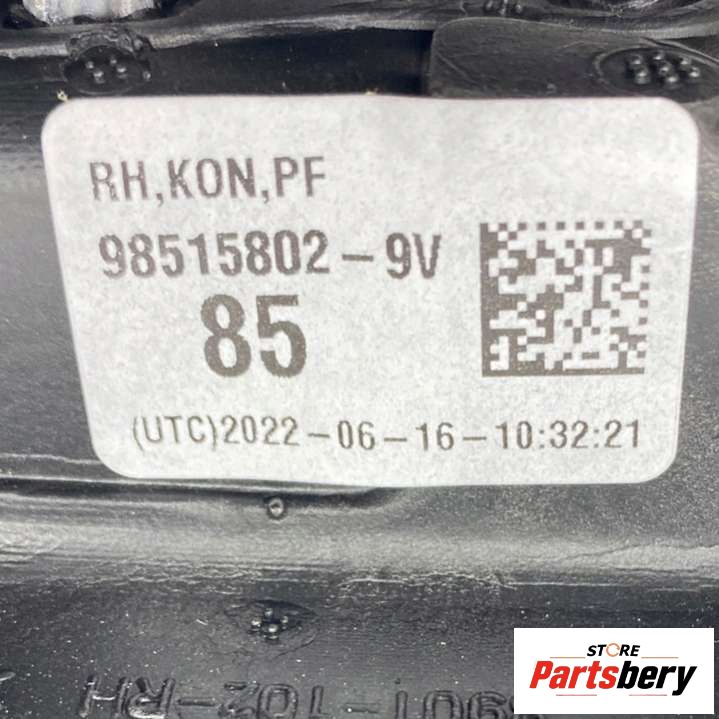 RH,KON,PF
98515802-9V
85
(UTC)2022-06-16-10:32:21
STORE
Partsbery